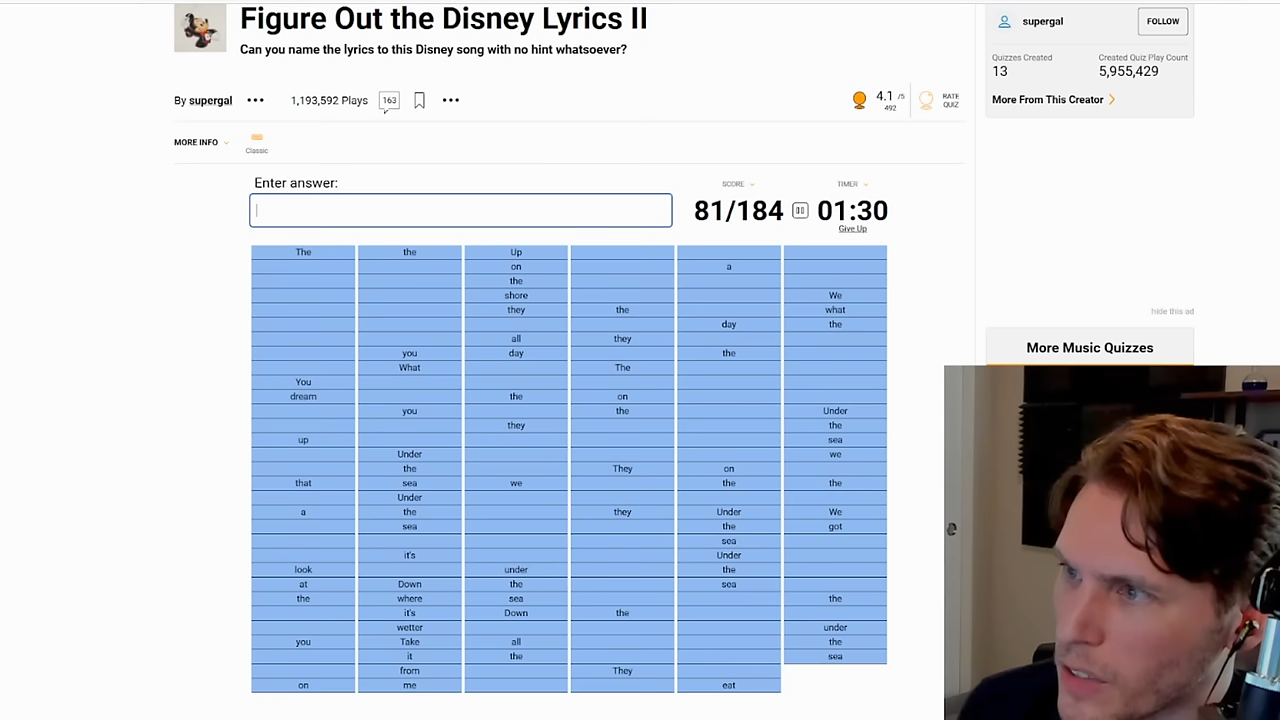 Figure Out the Disney Lyrics II
Can you name the lyrics to this Disney song with no hint whatsoever?
By supergal ••• 1,193,592 Plays 163 •••
4.1 /5
492
RATE
QUIZ
MORE INFO
Classic
supergal FOLLOW
Quizzes Created Created Quiz Play Count
13 5,955,429
More From This Creator
Enter answer:
SCORE TIMER
81/184 01:30
Give Up
The the Up
on a
the
shore We
they the what
day the
all they
you day the
What The
You
dream the on
you the Under
they the
up sea
Under we
the They on
that sea we the the
Under
a the they Under We
sea the got
sea
it's Under
look under the
at Down the sea
the where sea the
it's Down the
wetter under
you Take all the
it the sea
from They
on me eat
hide this ad
More Music Quizzes